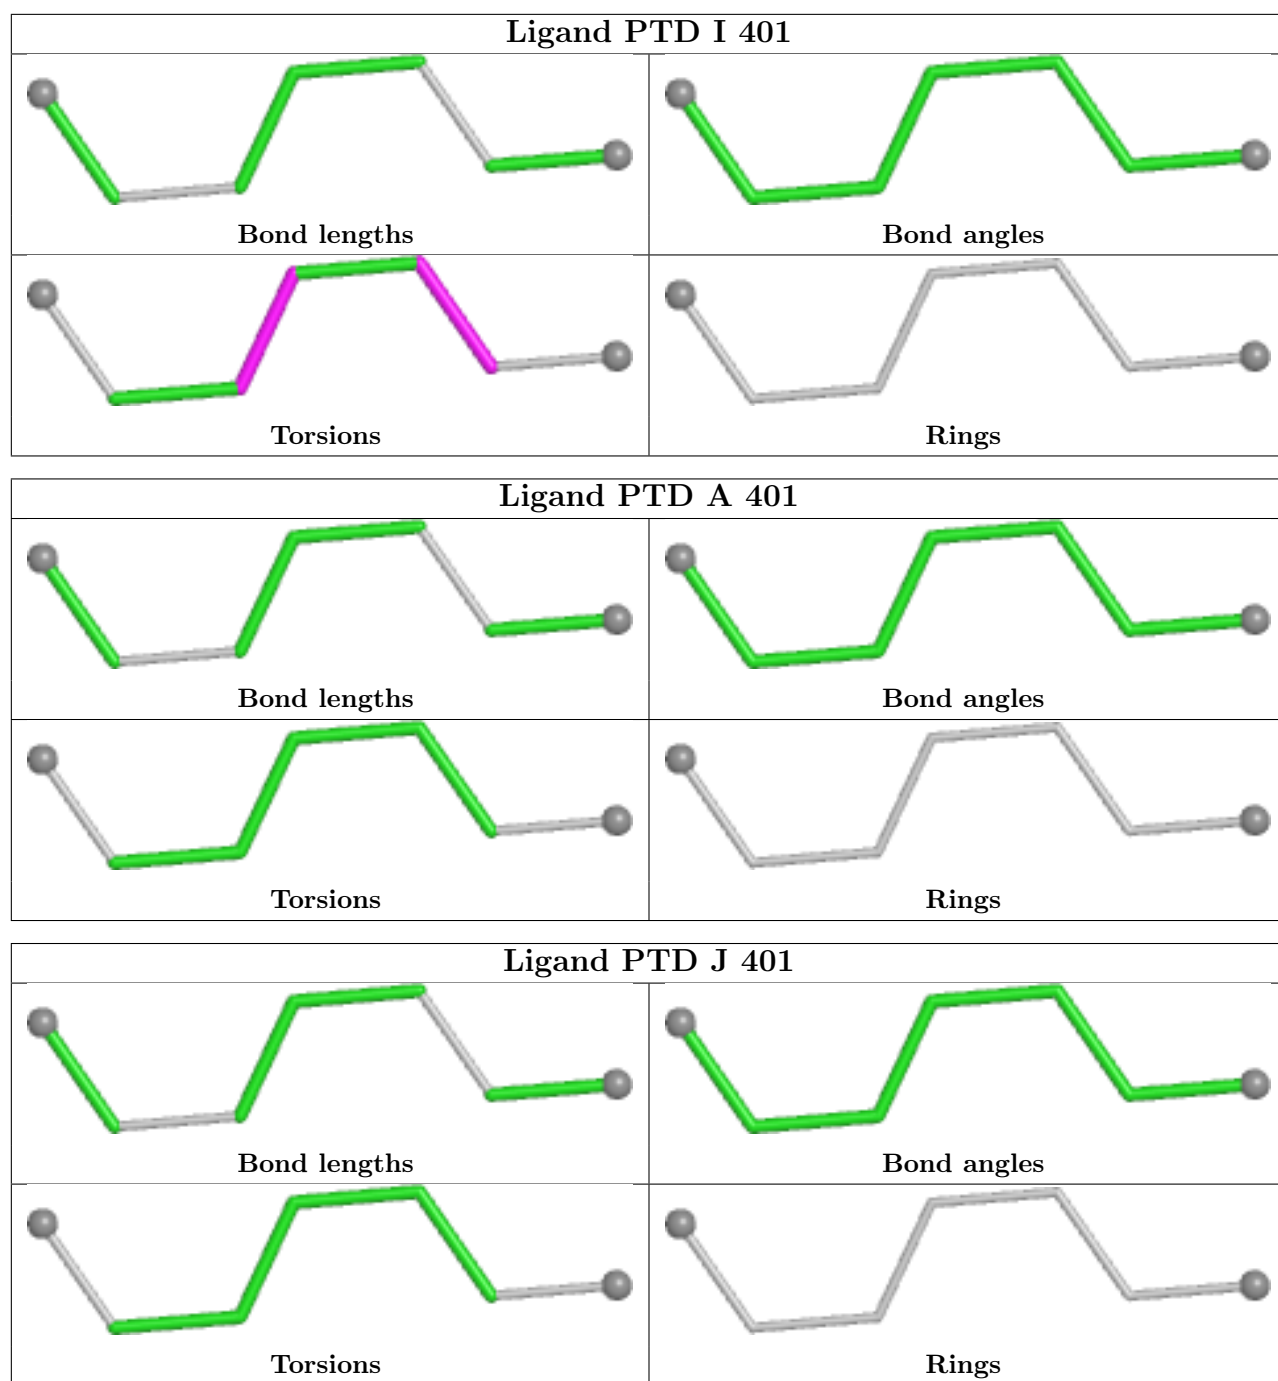 Ligand PTD I 401
Bond lengths
Bond angles
Torsions
Rings
Ligand PTD A 401
Bond lengths
Bond angles
Torsions
Rings
Ligand PTD J 401
Bond lengths
Bond angles
Torsions
Rings